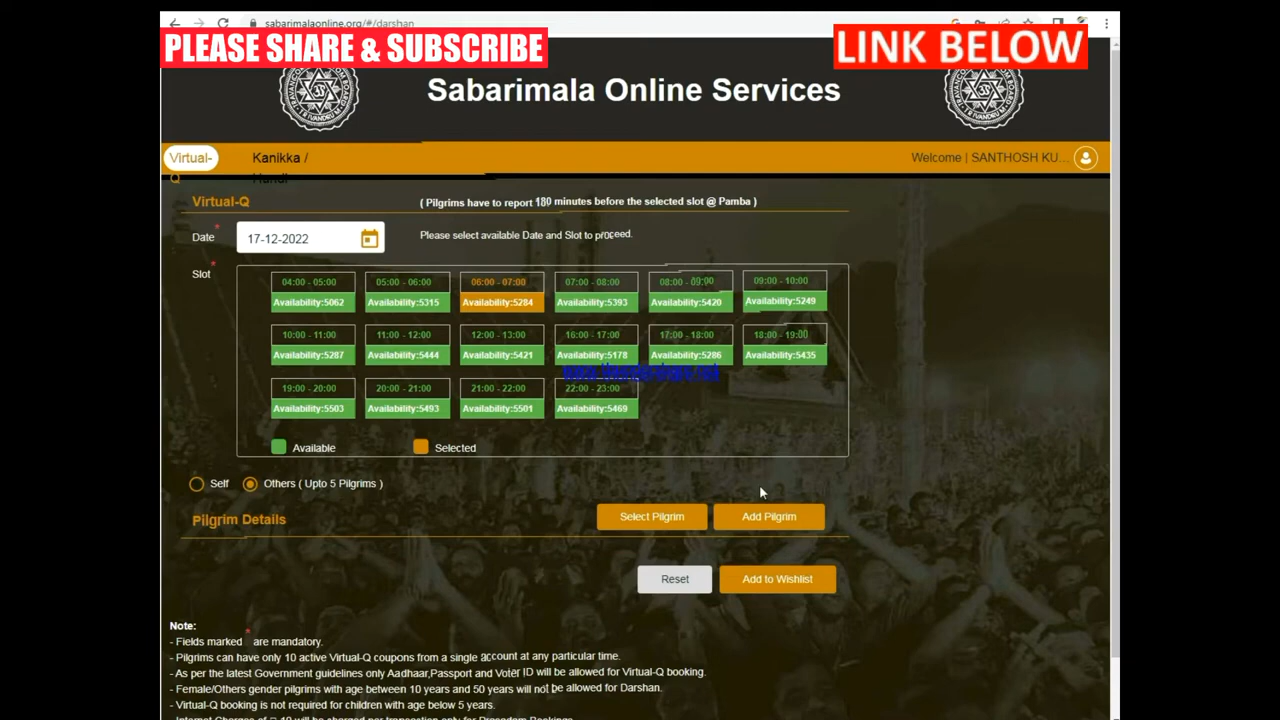 sabarimalaonline.org/#/darshan
PLEASE SHARE & SUBSCRIBE
LINK BELOW
Sabarimala Online Services
Virtual-
Q
Kanikka /
Welcome | SANTHOSH KU...
Virtual-Q
( Pilgrims have to report 180 minutes before the selected slot @ Pamba )
Date *
17-12-2022
Please select available Date and Slot to proceed.
Slot *
04:00 - 05:00 05:00 - 06:00 06:00 - 07:00 07:00 - 08:00 08:00 - 09:00 09:00 - 10:00
Availability:5062 Availability:5315 Availability:5284 Availability:5393 Availability:5420 Availability:5249
10:00 - 11:00 11:00 - 12:00 12:00 - 13:00 16:00 - 17:00 17:00 - 18:00 18:00 - 19:00
Availability:5287 Availability:5444 Availability:5421 Availability:5178 Availability:5286 Availability:5435
19:00 - 20:00 20:00 - 21:00 21:00 - 22:00 22:00 - 23:00
Availability:5503 Availability:5493 Availability:5501 Availability:5469
Available Selected
Self Others ( Upto 5 Pilgrims )
Pilgrim Details
Select Pilgrim Add Pilgrim
Reset Add to Wishlist
Note:
- Fields marked * are mandatory.
- Pilgrims can have only 10 active Virtual-Q coupons from a single account at any particular time.
- As per the latest Government guidelines only Aadhaar,Passport and Voter ID will be allowed for Virtual-Q booking.
- Female/Others gender pilgrims with age between 10 years and 50 years will not be allowed for Darshan.
- Virtual-Q booking is not required for children with age below 5 years.